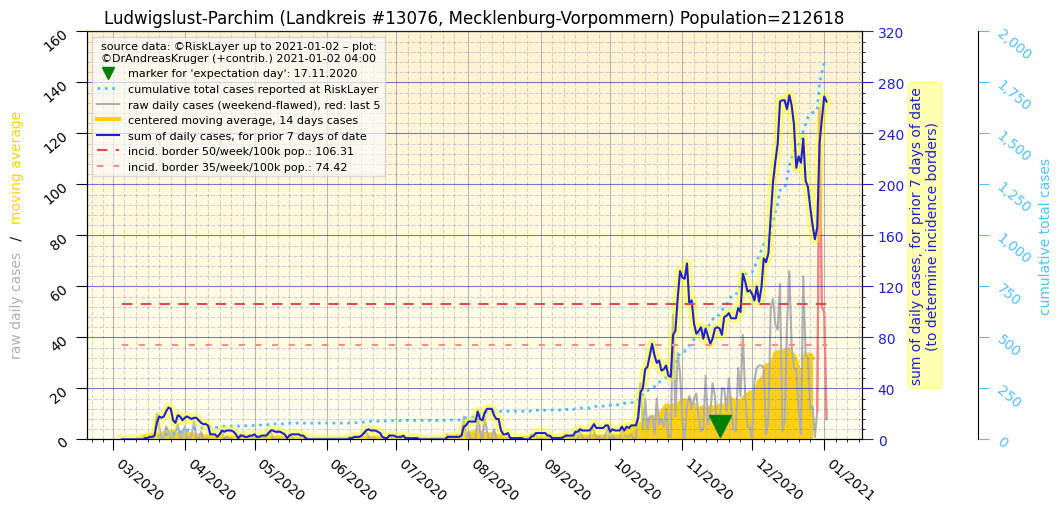 Ludwigslust-Parchim (Landkreis #13076, Mecklenburg-Vorpommern) Population=212618
source data: ©RiskLayer up to 2021-01-02 – plot:
©DrAndreasKruger (+contrib.) 2021-01-02 04:00
marker for 'expectation day': 17.11.2020
cumulative total cases reported at RiskLayer
raw daily cases (weekend-flawed), red: last 5
centered moving average, 14 days cases
sum of daily cases, for prior 7 days of date
incid. border 50/week/100k pop.: 106.31
incid. border 35/week/100k pop.: 74.42
raw daily cases / moving average
160
140
120
100
80
60
40
20
0
03/2020
04/2020
05/2020
06/2020
07/2020
08/2020
09/2020
10/2020
11/2020
12/2020
01/2021
320
280
240
200
160
120
80
40
0
sum of daily cases, for prior 7 days of date
(to determine incidence borders)
2,000
1,750
1,500
1,250
1,000
750
500
250
0
cumulative total cases